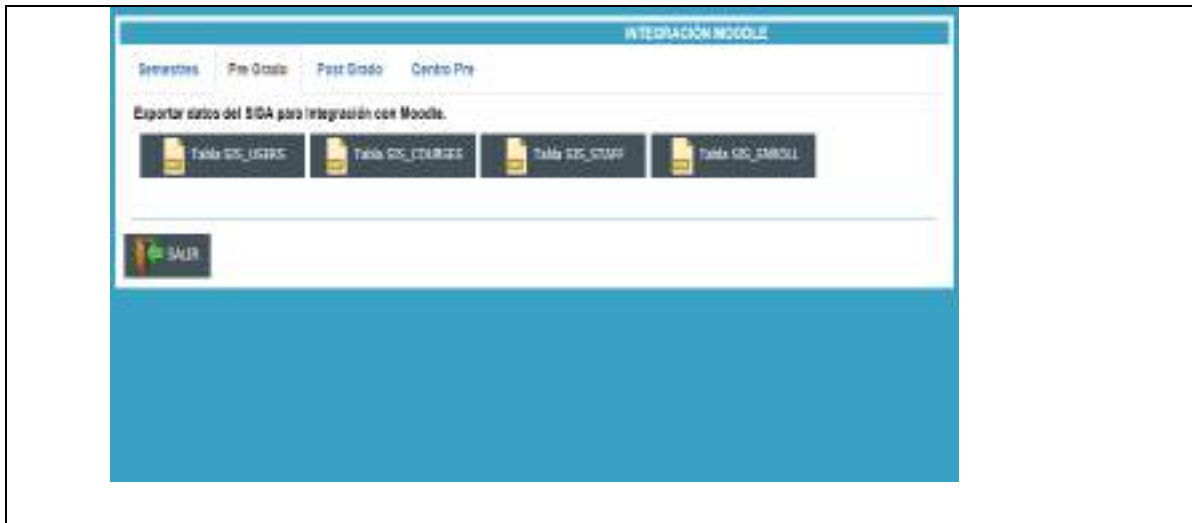 INTEGRACIÓN MOODLE
Semestres Pre Grado Post Grado Centro Pre
Exportar datos del SIGA para Integración con Moodle.
Tabla SIS_USERS Tabla SIS_COURSES Tabla SIS_STAFF Tabla SIS_ENROLL
SALIR